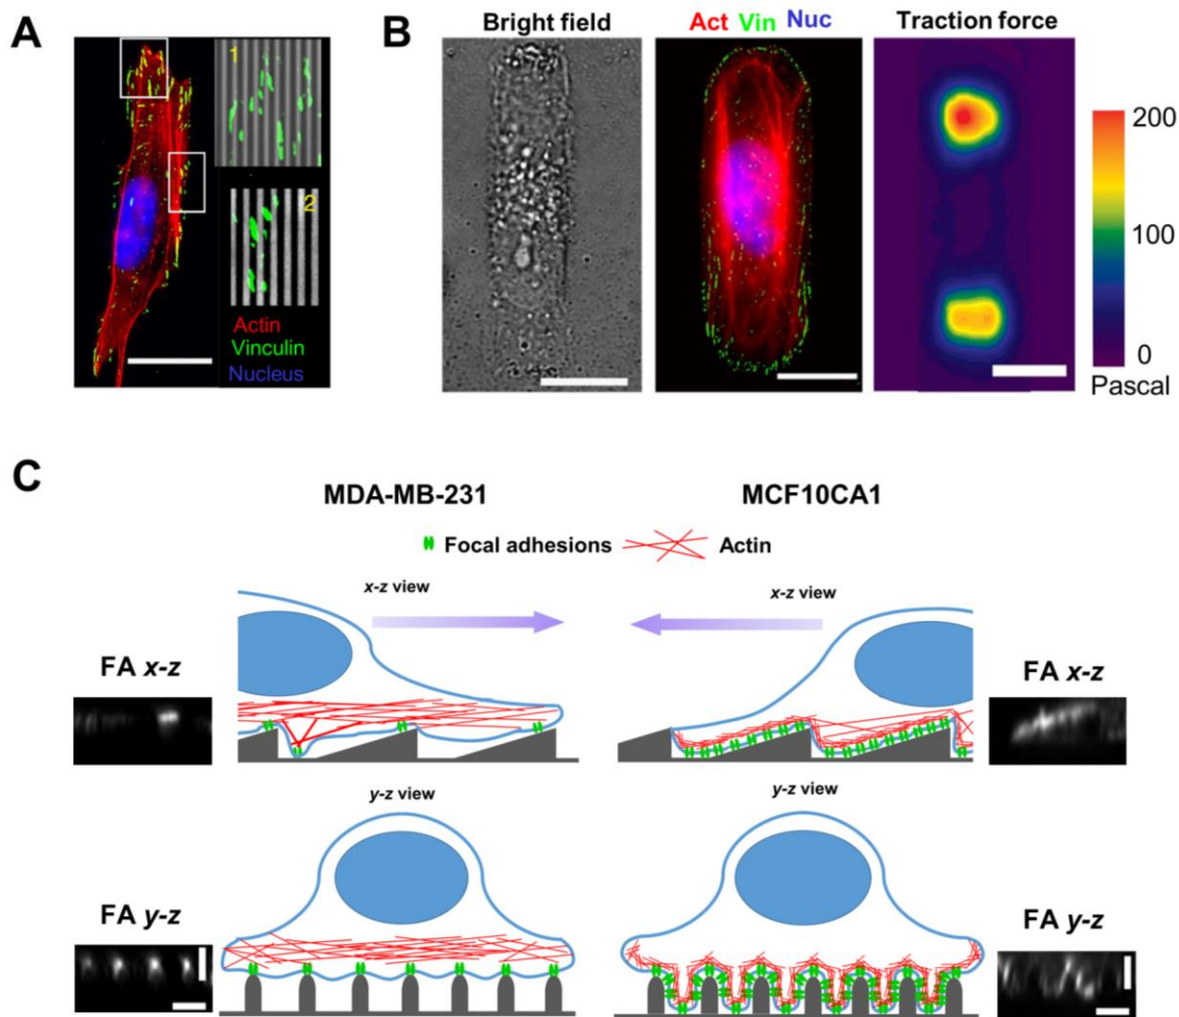 A
1
2
Actin
Vinculin
Nucleus
B
Bright field
Act Vin Nuc
Traction force
200
100
0
Pascal
C
MDA-MB-231
MCF10CA1
Focal adhesions
Actin
x-z view
x-z view
FA x-z
FA x-z
y-z view
y-z view
FA y-z
FA y-z